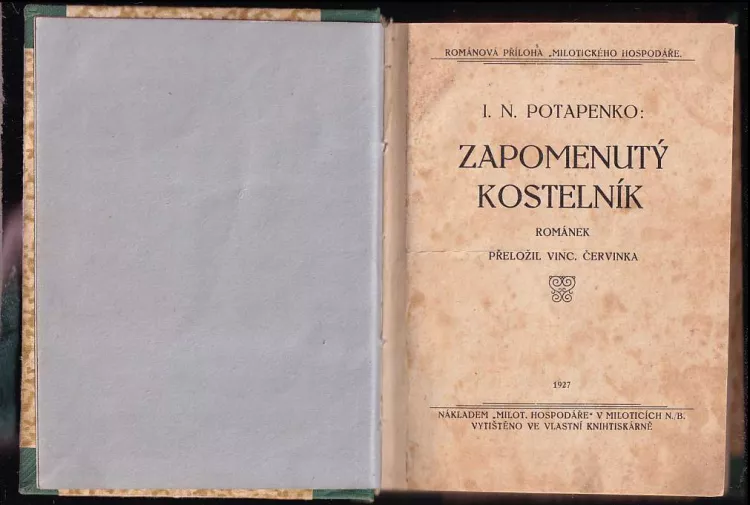 ROMÁNOVÁ PŘÍLOHA „MILOTICKÉHO HOSPODÁŘE.
I. N. POTAPENKO:
ZAPOMENUTÝ
KOSTELNÍK
ROMÁNEK
PŘELOŽIL VINC. ČERVINKA
1927
NÁKLADEM „MILOT. HOSPODÁŘE“ V MILOTICÍCH N./B.
VYTIŠTĚNO VE VLASTNÍ KNIHTISKÁRNĚ